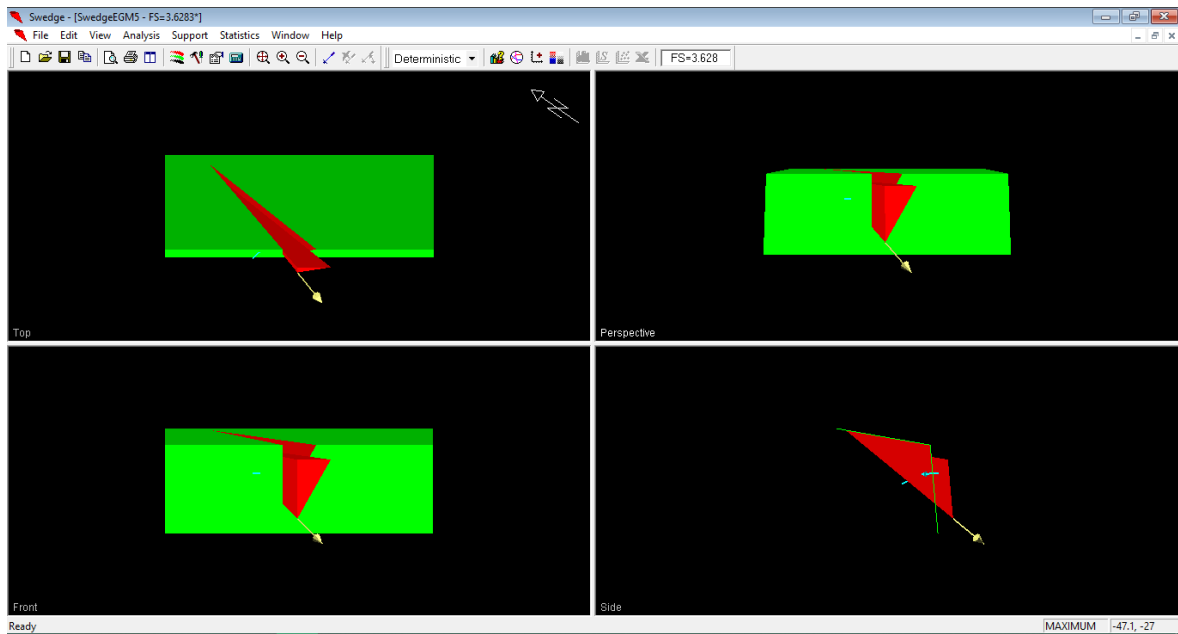 Swedge - [SwedgeEGM5 - FS=3.6283*]
File Edit View Analysis Support Statistics Window Help
Deterministic FS=3.628
Top
Perspective
Front
Side
Ready MAXIMUM -47.1, -27